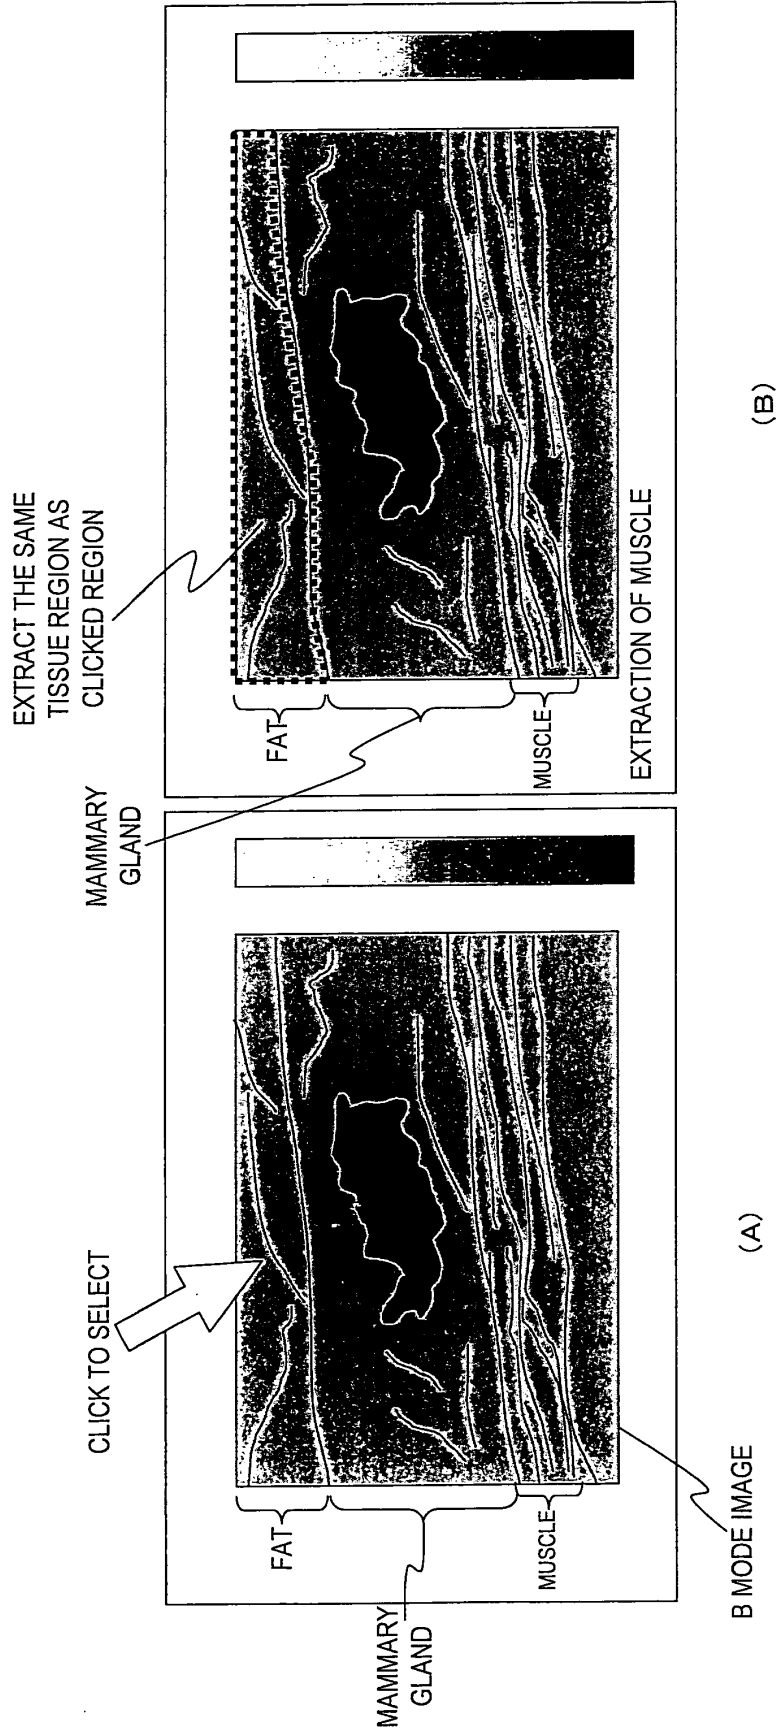 CLICK TO SELECT
FAT
MAMMARY
GLAND
MUSCLE
B MODE IMAGE
(A)
EXTRACT THE SAME
TISSUE REGION AS
CLICKED REGION
MAMMARY
GLAND
FAT
MUSCLE
EXTRACTION OF MUSCLE
(B)